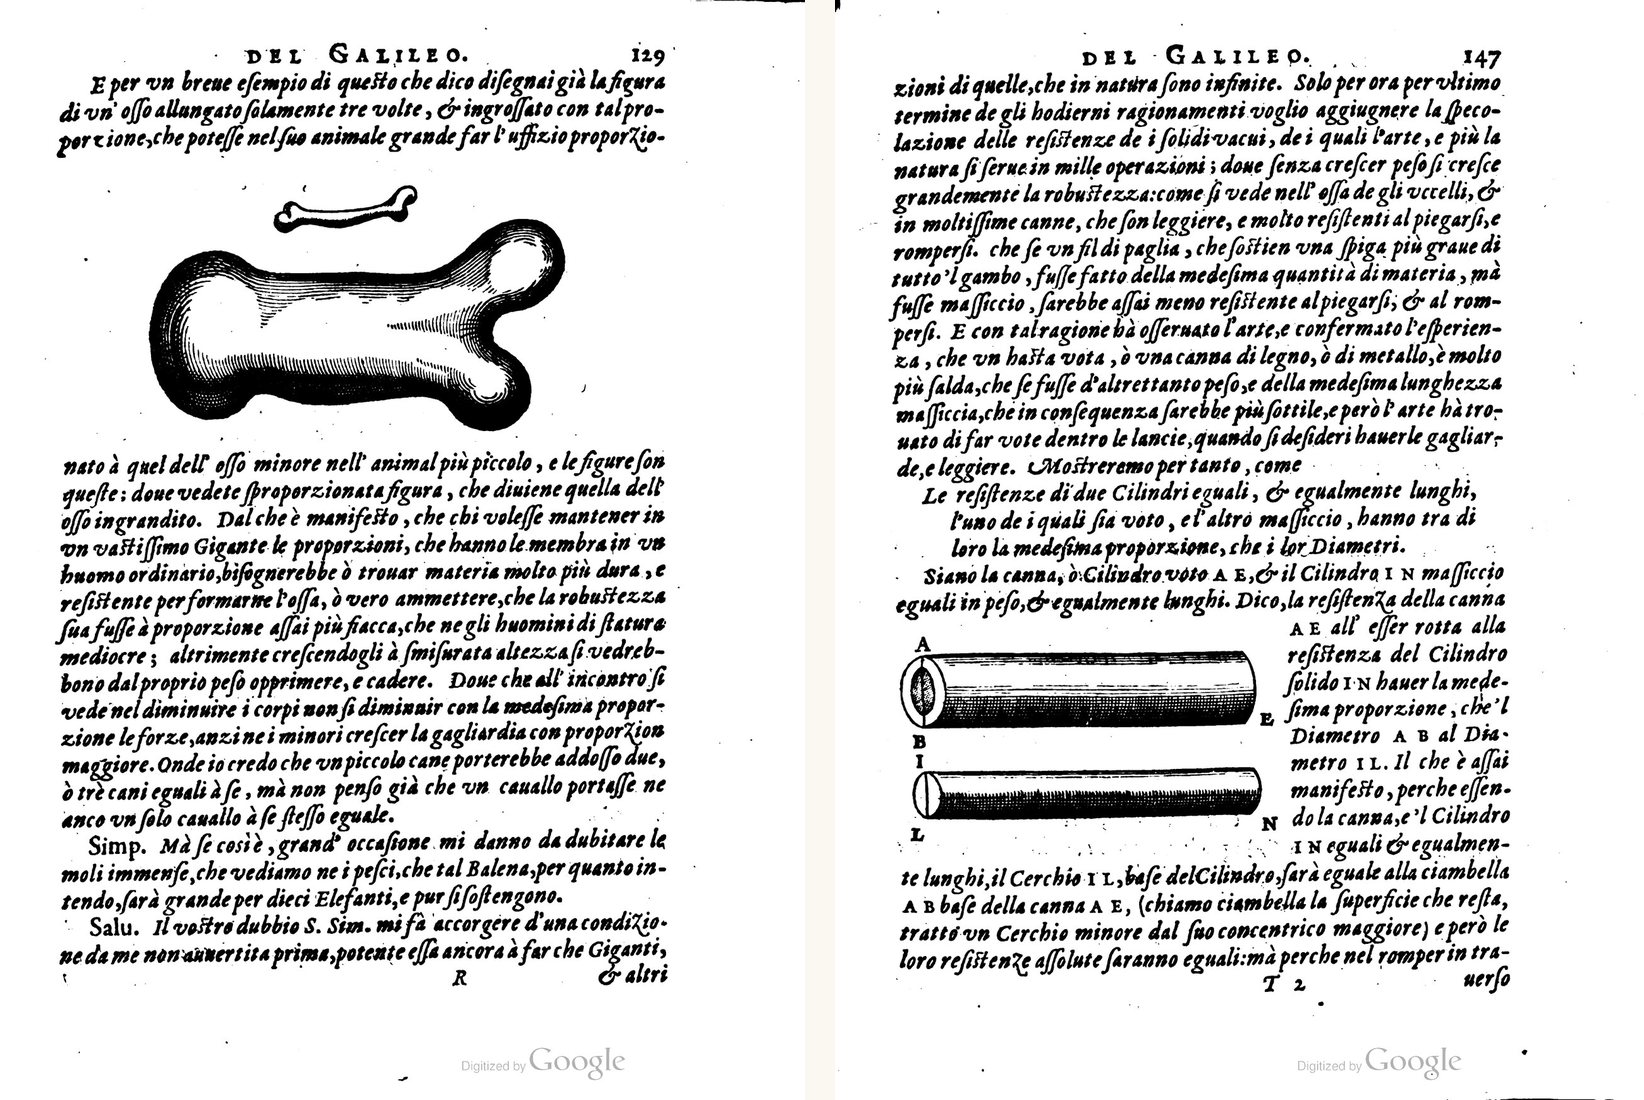 DEL GALILEO. 129
E per vn breue eſempio di queſto che dico diſegnai già la figura
di vn' oſſo allungato ſolamente tre volte, & ingroſſato con tal pro-
porzione, che poteſſe nel ſuo animale grande far l' uffizio proporzio-
nato à quel dell' oſſo minore nell' animal più piccolo, e le figure ſon
queſte: doue vedete ſproporzionata figura, che diuiene quella dell'
oſſo ingrandito. Dal che è manifeſto, che chi voleſſe mantener in
vn vaſtiſſimo Gigante le proporzioni, che hanno le membra in vn
huomo ordinario, biſognerebbe ò trouar materia molto più dura, e
reſiſtente per formarne l'oſſa, ò vero ammettere, che la robuſtezza
ſua fuſſe à proporzione aſſai più fiacca, che ne gli huomini di ſtatura
mediocre; altrimente creſcendogli à ſmiſurata altezza ſi vedreb-
bono dal proprio peſo opprimere, e cadere. Doue che all' incontro ſi
vede nel diminuire i corpi non ſi diminuir con la medeſima propor-
zione le forze, anzi ne i minori creſcer la gagliardia con proporzion
maggiore. Onde io credo che vn piccolo cane porterebbe addoſſo due,
ò trè cani eguali à ſe, mà non penſo già che vn cauallo portaſſe ne
anco vn ſolo cauallo à ſe ſteſſo eguale.
Simp. Mà ſe così è, grand' occaſione mi danno da dubitare le
moli immenſe, che vediamo ne i peſci, che tal Balena, per quanto in-
tendo, ſarà grande per dieci Elefanti, e pur ſi ſoſtengono.
Salu. Il voſtro dubbio S. Sim. mi fà accorgere d'una condizio-
ne da me non auuertita prima, potente eſſa ancora à far che Giganti,
R & altri
Digitized by Google
DEL GALILEO. 147
zioni di quelle, che in natura ſono infinite. Solo per ora per vltimo
termine de gli hodierni ragionamenti voglio aggiugnere la ſpeco-
lazione delle reſiſtenze de i ſolidi vacui, de i quali l'arte, e più la
natura ſi ſerue in mille operazioni; doue ſenza creſcer peſo ſi creſce
grandemente la robuſtezza: come ſi vede nell' oſſa de gli vccelli, &
in moltiſſime canne, che ſon leggiere, e molto reſiſtenti al piegarſi, e
romperſi. che ſe vn fil di paglia, che ſoſtien vna ſpiga più graue di
tutto 'l gambo, fuſſe fatto della medeſima quantità di materia, mà
fuſſe maſſiccio, ſarebbe aſſai meno reſiſtente al piegarſi, & al rom-
perſi. E con tal ragione hà oſſeruato l'arte, e confermato l'eſperien-
za, che vn haſta vota, ò vna canna di legno, ò di metallo, è molto
più ſalda, che ſe fuſſe d'altrettanto peſo, e della medeſima lunghezza
maſſiccia, che in conſequenza ſarebbe più ſottile, e però l' arte hà tro-
uato di far vote dentro le lancie, quando ſi deſideri hauerle gagliar-
de, e leggiere. Moſtreremo per tanto, come
Le reſiſtenze di due Cilindri eguali, & egualmente lunghi,
l'uno de i quali ſia voto, e l'altro maſſiccio, hanno tra di
loro la medeſima proporzione, che i lor Diametri.
Siano la canna, ò Cilindro voto A E, & il Cilindro I N maſſiccio
eguali in peſo, & egualmente lunghi. Dico, la reſiſtenza della canna
A E all' eſſer rotta alla
reſiſtenza del Cilindro
ſolido I N hauer la mede-
ſima proporzione, che 'l
Diametro A B al Dia-
metro I L. Il che è aſſai
manifeſto, perche eſſen-
do la canna, e 'l Cilindro
I N eguali & egualmen-
A
E
B
I
N
L
te lunghi, il Cerchio I L, baſe del Cilindro, ſarà eguale alla ciambella
A B baſe della canna A E, (chiamo ciambella la ſuperficie che reſta,
tratto vn Cerchio minore dal ſuo concentrico maggiore) e però le
loro reſiſtenze aſſolute ſaranno eguali: mà perche nel romper in tra-
T 2 uerſo
Digitized by Google